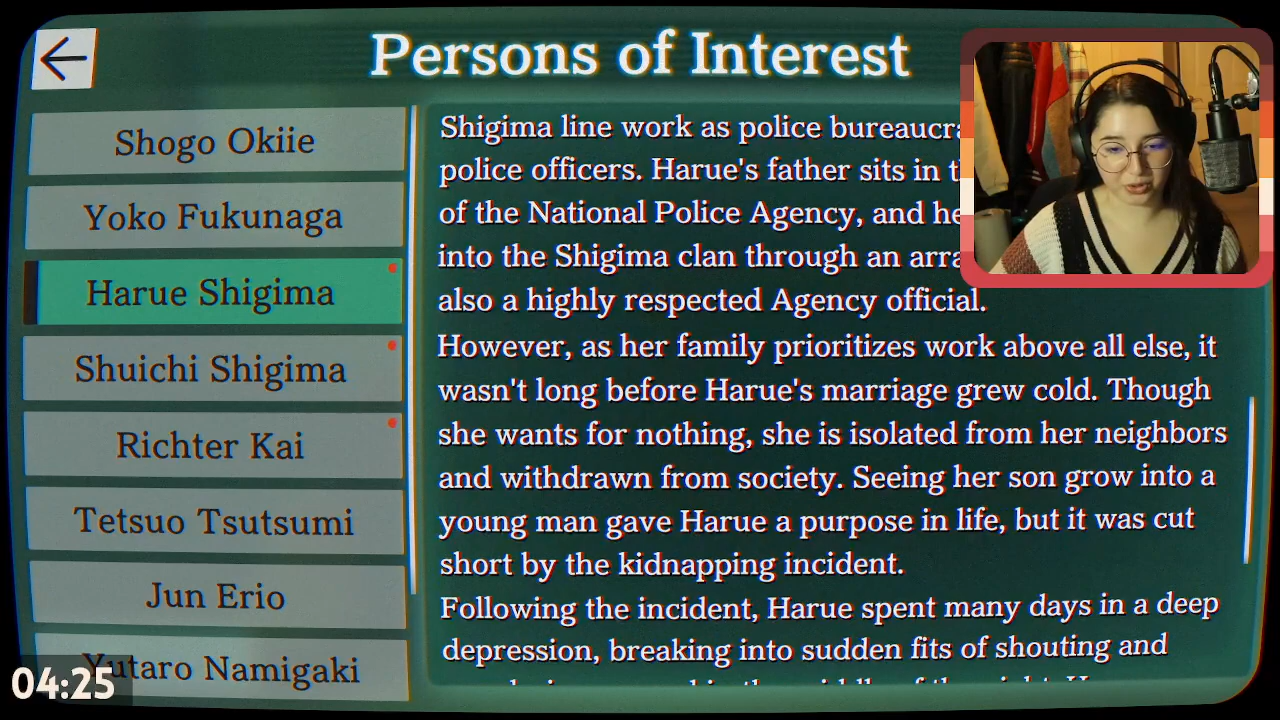 Persons of Interest
Shogo Okiie
Yoko Fukunaga
Harue Shigima
Shuichi Shigima
Richter Kai
Tetsuo Tsutsumi
Jun Erio
Yutaro Namigaki
04:25
Shigima line work as police
police officers. Harue's father sits in
of the National Police Agency, and
into the Shigima clan through an
also a highly respected Agency official.
However, as her family prioritizes work above all else, it
wasn't long before Harue's marriage grew cold. Though
she wants for nothing, she is isolated from her neighbors
and withdrawn from society. Seeing her son grow into a
young man gave Harue a purpose in life, but it was cut
short by the kidnapping incident.
Following the incident, Harue spent many days in a deep
depression, breaking into sudden fits of shouting and